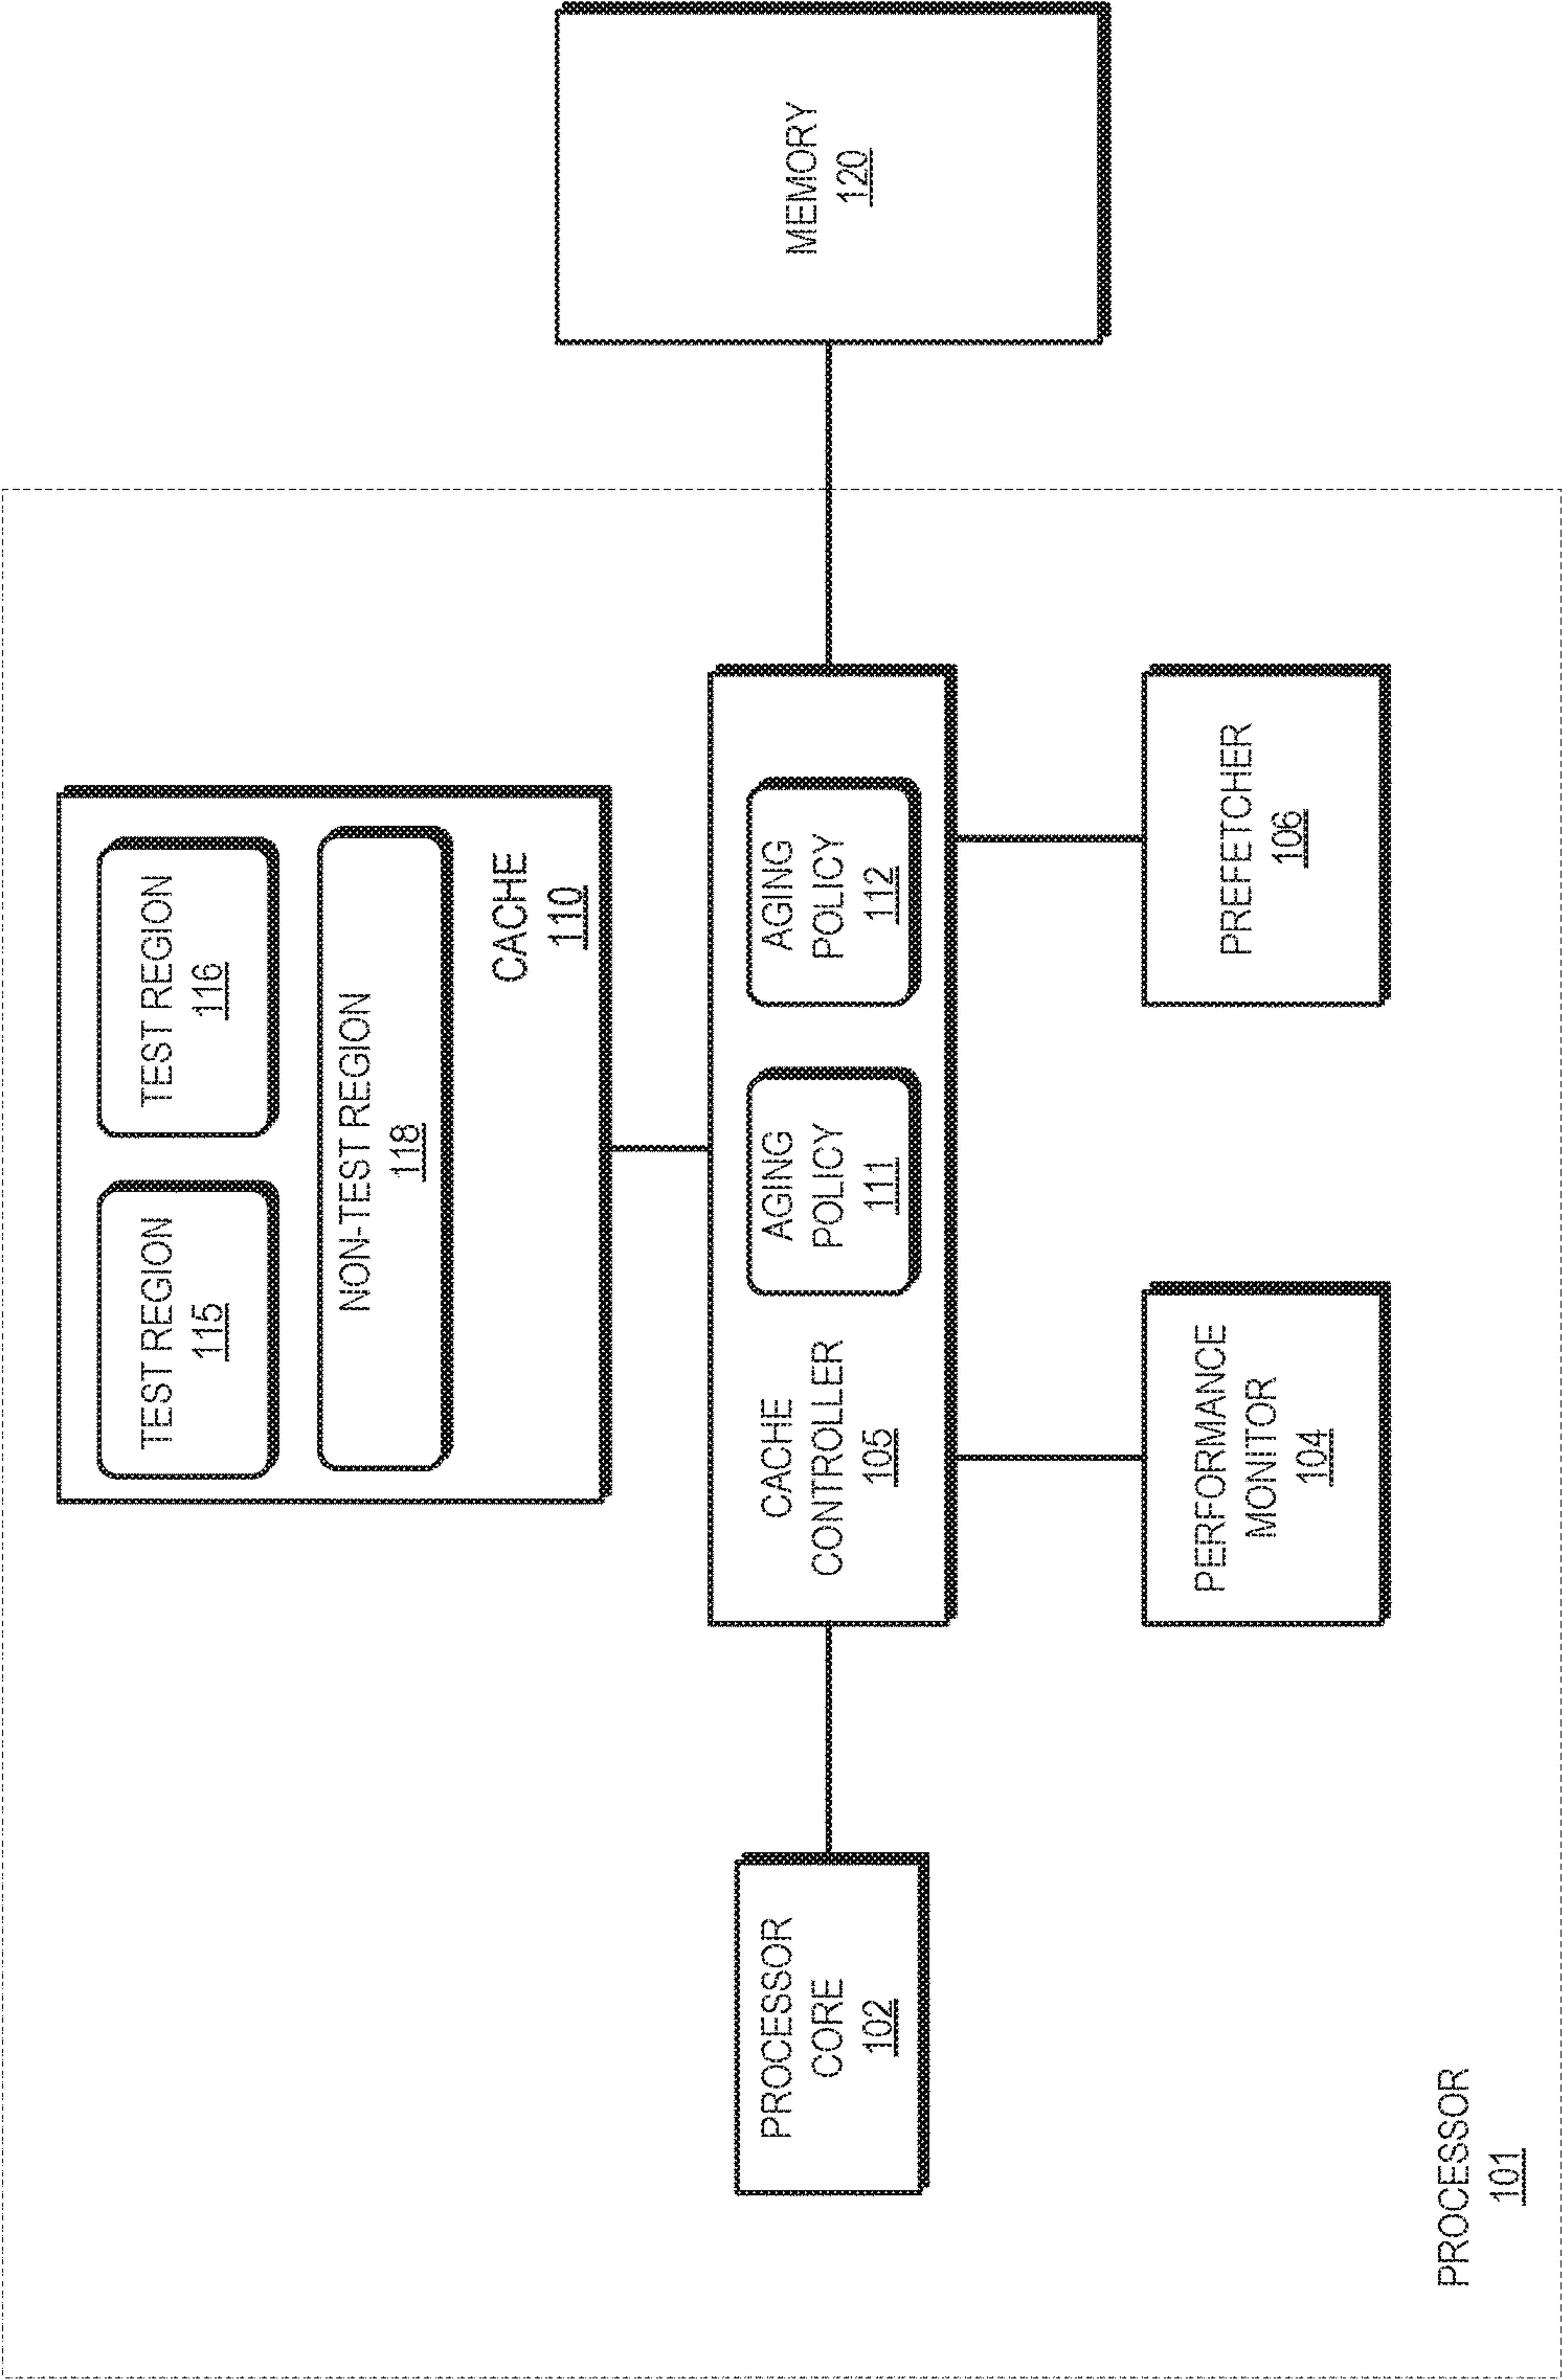 TEST REGION
115
TEST REGION
116
NON-TEST REGION
118
CACHE
110
PROCESSOR
CORE
102
CACHE
CONTROLLER
105
AGING
POLICY
111
AGING
POLICY
112
MEMORY
120
PERFORMANCE
MONITOR
104
PREFETCHER
106
PROCESSOR
101